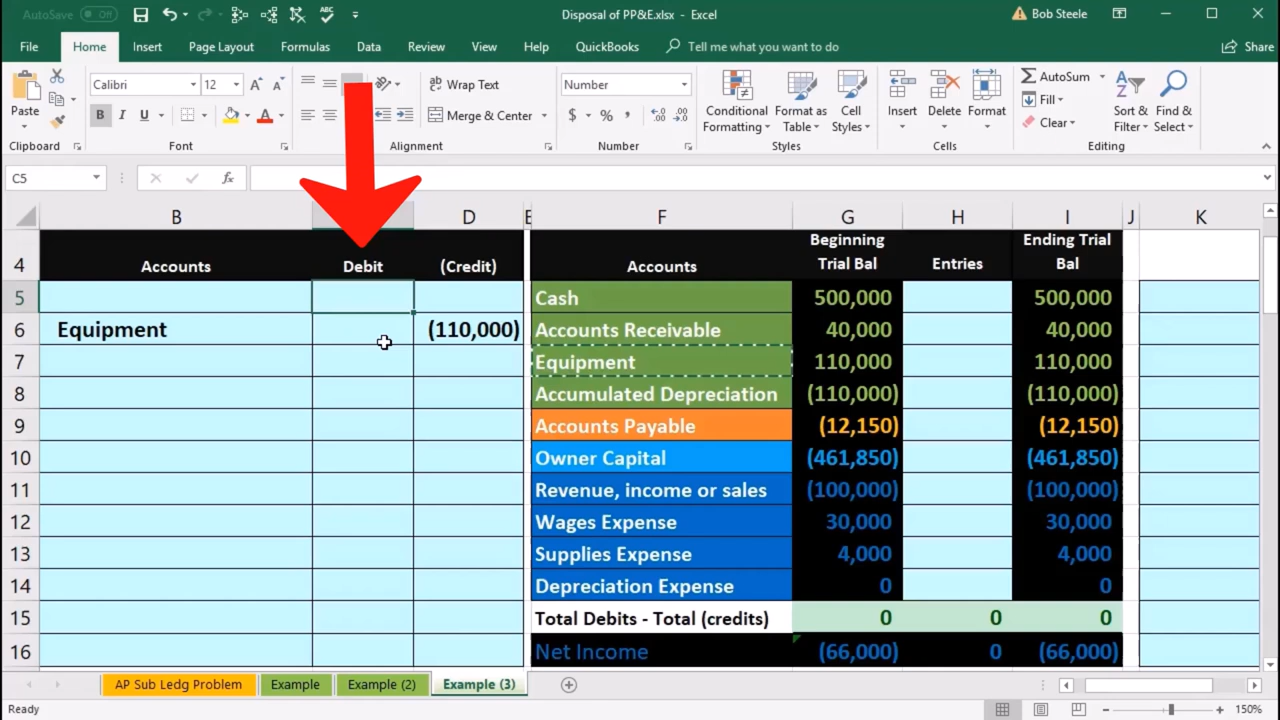 AutoSave Off Disposal of PP&E.xlsx - Excel Bob Steele
File Home Insert Page Layout Formulas Data Review View Help QuickBooks Tell me what you want to do Share
Paste
Clipboard
Calibri 12
B I U A
Font
ab Wrap Text
Merge & Center
Alignment
Number
$ % ,
Number
Conditional Formatting
Format as Table
Cell Styles
Styles
Insert Delete Format
Cells
AutoSum
Fill
Clear
Sort & Filter
Find & Select
Editing
C5 fx
B D E F G H I J K
4 Accounts Debit (Credit) Accounts Beginning Trial Bal Entries Ending Trial Bal
5 Cash 500,000 500,000
6 Equipment (110,000) Accounts Receivable 40,000 40,000
7 Equipment 110,000 110,000
8 Accumulated Depreciation (110,000) (110,000)
9 Accounts Payable (12,150) (12,150)
10 Owner Capital (461,850) (461,850)
11 Revenue, income or sales (100,000) (100,000)
12 Wages Expense 30,000 30,000
13 Supplies Expense 4,000 4,000
14 Depreciation Expense 0 0
15 Total Debits - Total (credits) 0 0 0
16 Net Income (66,000) 0 (66,000)
AP Sub Ledg Problem Example Example (2) Example (3)
Ready 150%